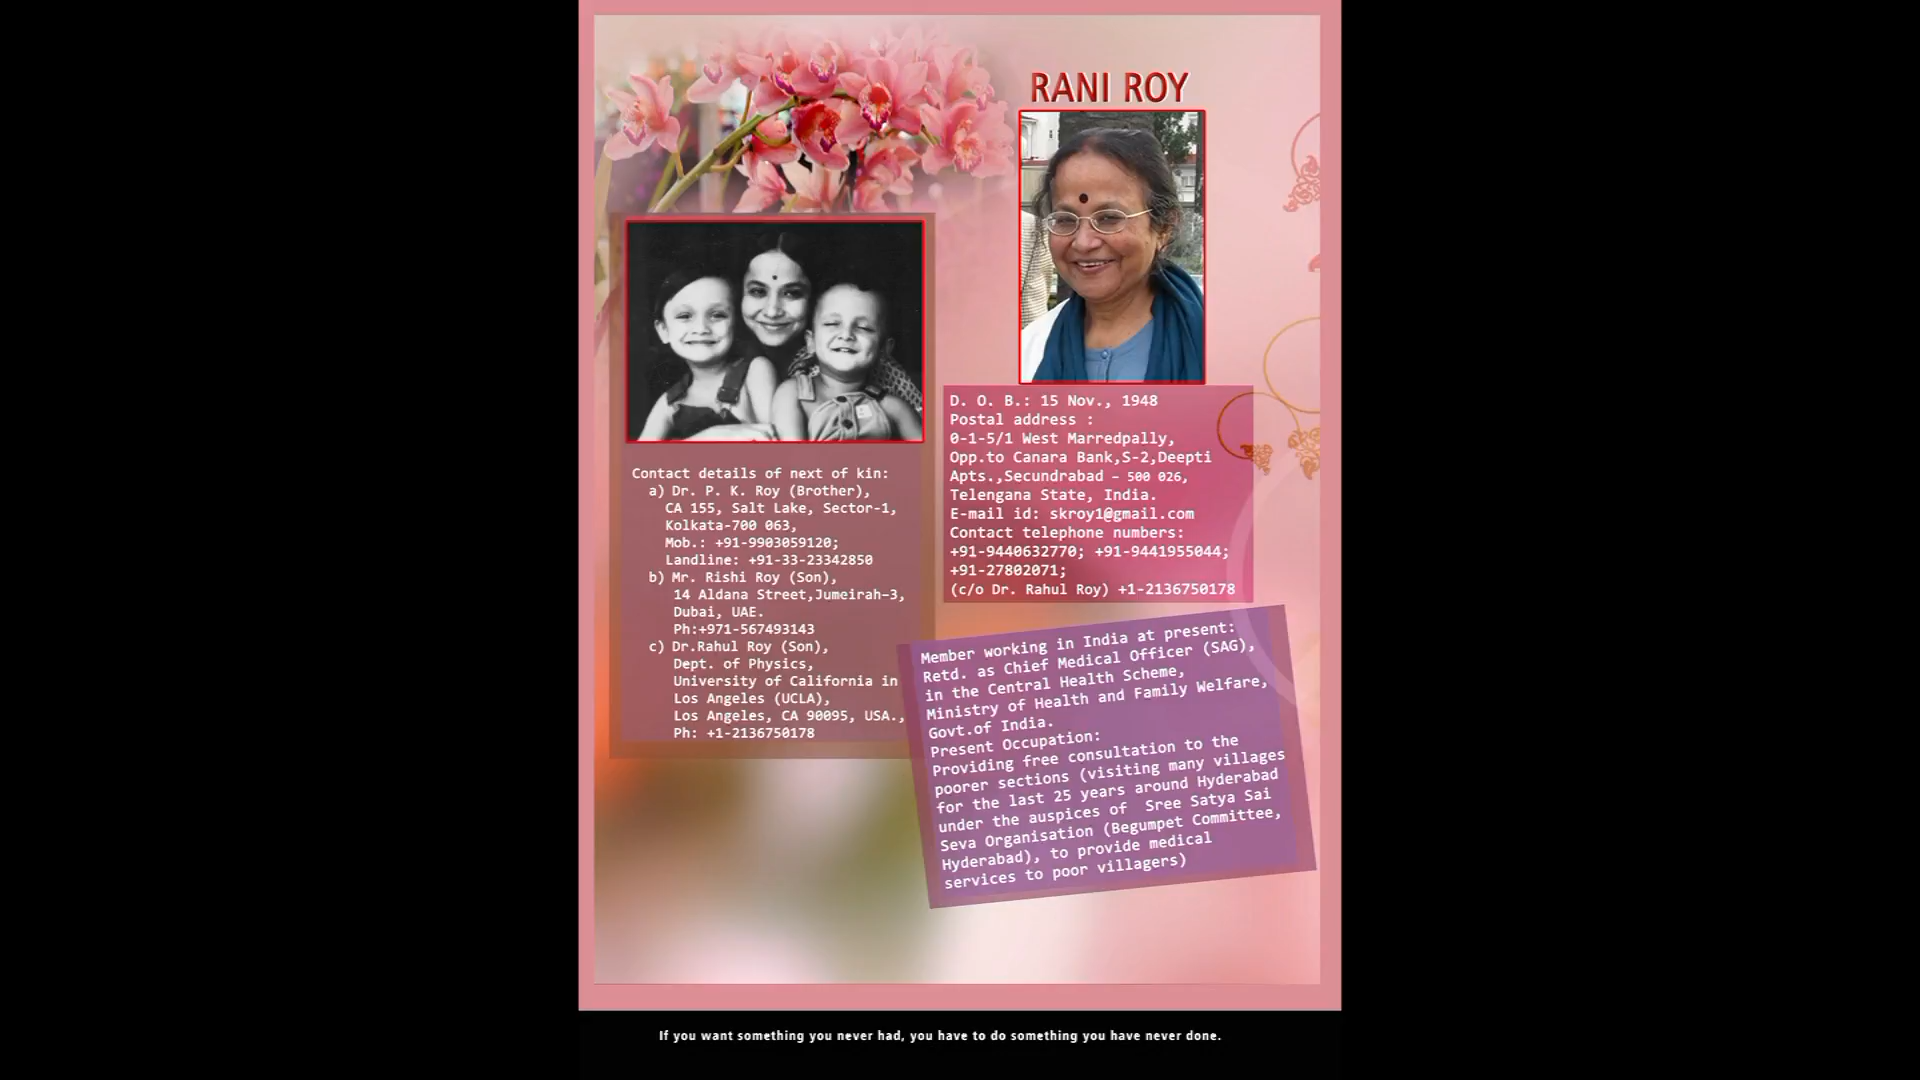 RANI ROY
D. O. B.: 15 Nov., 1948
Postal address :
0-1-5/1 West Marredpally,
Opp.to Canara Bank,S-2,Deepti
Apts.,Secundrabad – 500 026,
Telengana State, India.
E-mail id: skroy1@gmail.com
Contact telephone numbers:
+91-9440632770; +91-9441955044;
+91-27802071;
(c/o Dr. Rahul Roy) +1-2136750178
Contact details of next of kin:
a) Dr. P. K. Roy (Brother),
CA 155, Salt Lake, Sector-1,
Kolkata-700 063,
Mob.: +91-9903059120;
Landline: +91-33-23342850
b) Mr. Rishi Roy (Son),
14 Aldana Street,Jumeirah–3,
Dubai, UAE.
Ph:+971-567493143
c) Dr.Rahul Roy (Son),
Dept. of Physics,
University of California in
Los Angeles (UCLA),
Los Angeles, CA 90095, USA.,
Ph: +1-2136750178
Member working in India at present:
Retd. as Chief Medical Officer (SAG),
in the Central Health Scheme,
Ministry of Health and Family Welfare,
Govt.of India.
Present Occupation:
Providing free consultation to the
poorer sections (visiting many villages
for the last 25 years around Hyderabad
under the auspices of Sree Satya Sai
Seva Organisation (Begumpet Committee,
Hyderabad), to provide medical
services to poor villagers)
If you want something you never had, you have to do something you have never done.